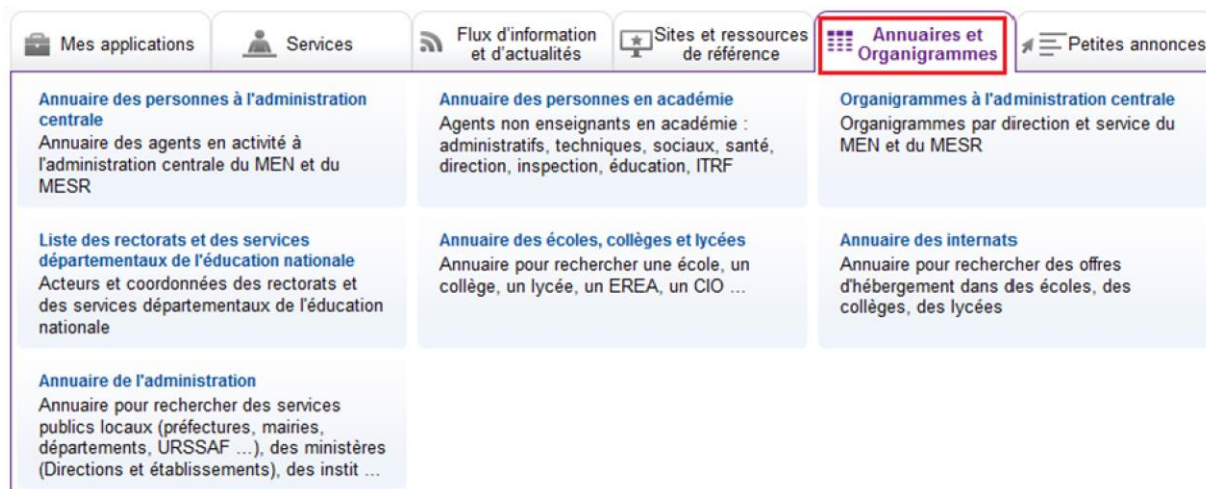 Mes applications
Services
Flux d'information
et d'actualités
Sites et ressources
de référence
Annuaires et
Organigrammes
Petites annonces
Annuaire des personnes à l'administration
centrale
Annuaire des agents en activité à
l'administration centrale du MEN et du
MESR
Annuaire des personnes en académie
Agents non enseignants en académie :
administratifs, techniques, sociaux, santé,
direction, inspection, éducation, ITRF
Organigrammes à l'administration centrale
Organigrammes par direction et service du
MEN et du MESR
Liste des rectorats et des services
départementaux de l'éducation nationale
Acteurs et coordonnées des rectorats et
des services départementaux de l'éducation
nationale
Annuaire des écoles, collèges et lycées
Annuaire pour rechercher une école, un
collège, un lycée, un EREA, un CIO ...
Annuaire des internats
Annuaire pour rechercher des offres
d'hébergement dans des écoles, des
collèges, des lycées
Annuaire de l'administration
Annuaire pour rechercher des services
publics locaux (préfectures, mairies,
départements, URSSAF ...), des ministères
(Directions et établissements), des instit ...